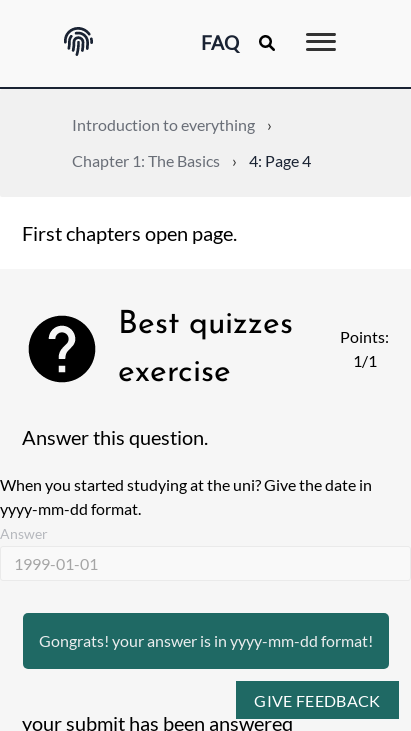 FAQ
Introduction to everything ›
Chapter 1: The Basics › 4: Page 4
First chapters open page.
Best quizzes
exercise
Points:
1/1
Answer this question.
When you started studying at the uni? Give the date in
yyyy-mm-dd format.
Answer
1999-01-01
Gongrats! your answer is in yyyy-mm-dd format!
GIVE FEEDBACK
your submit has been answered